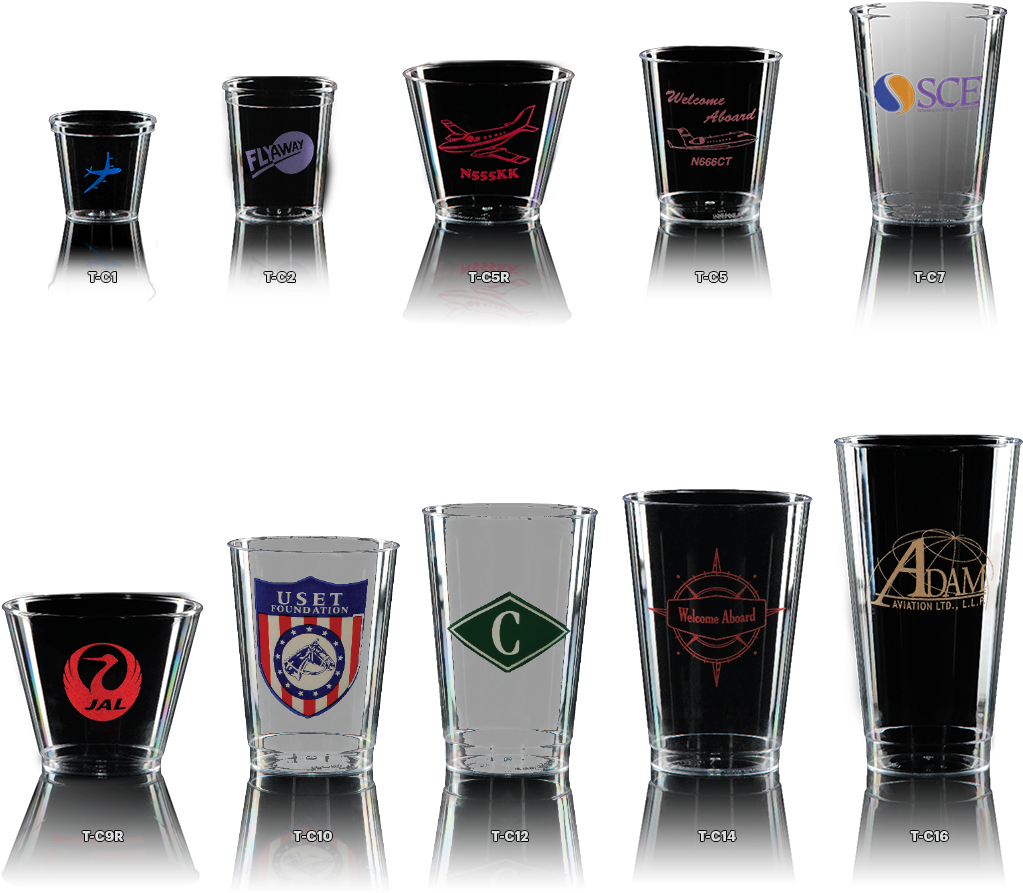 FLYAWAY
N555KK
Welcome
Aboard
N666CT
SCE
T-C1
T-C2
T-C5R
T-C5
T-C7
JAL
USET
FOUNDATION
C
Welcome Aboard
ADAM
AVIATION LTD., L.L.P.
T-C9R
T-C10
T-C12
T-C14
T-C16